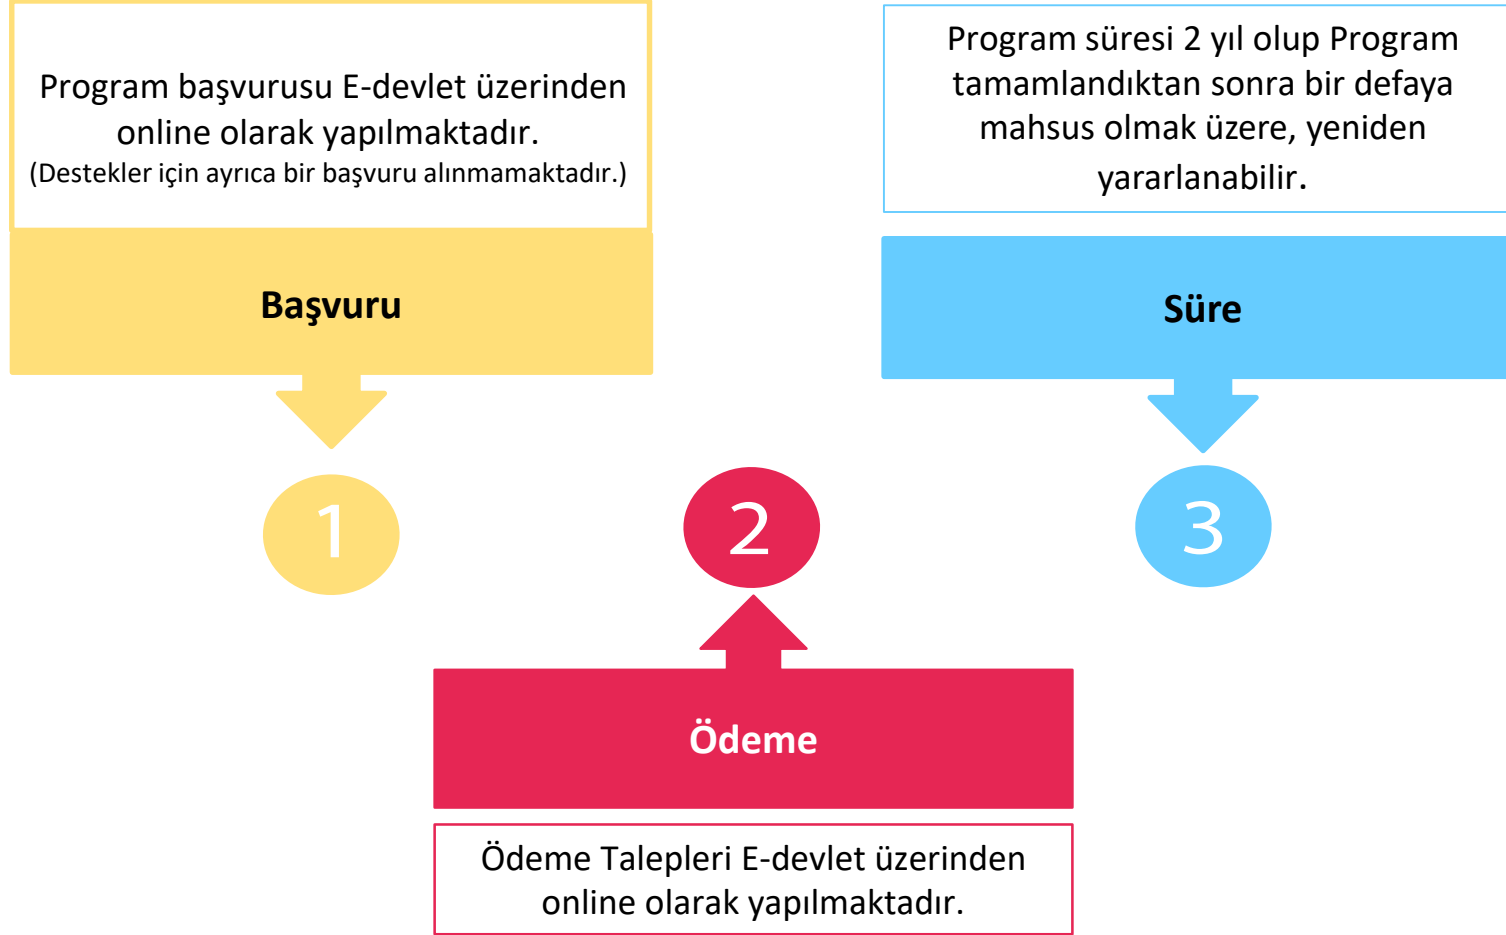 Program başvurusu E-devlet üzerinden
online olarak yapılmaktadır.
(Destekler için ayrıca bir başvuru alınmamaktadır.)
Başvuru
1
2
Ödeme
Ödeme Talepleri E-devlet üzerinden
online olarak yapılmaktadır.
Program süresi 2 yıl olup Program
tamamlandıktan sonra bir defaya
mahsus olmak üzere, yeniden
yararlanabilir.
Süre
3